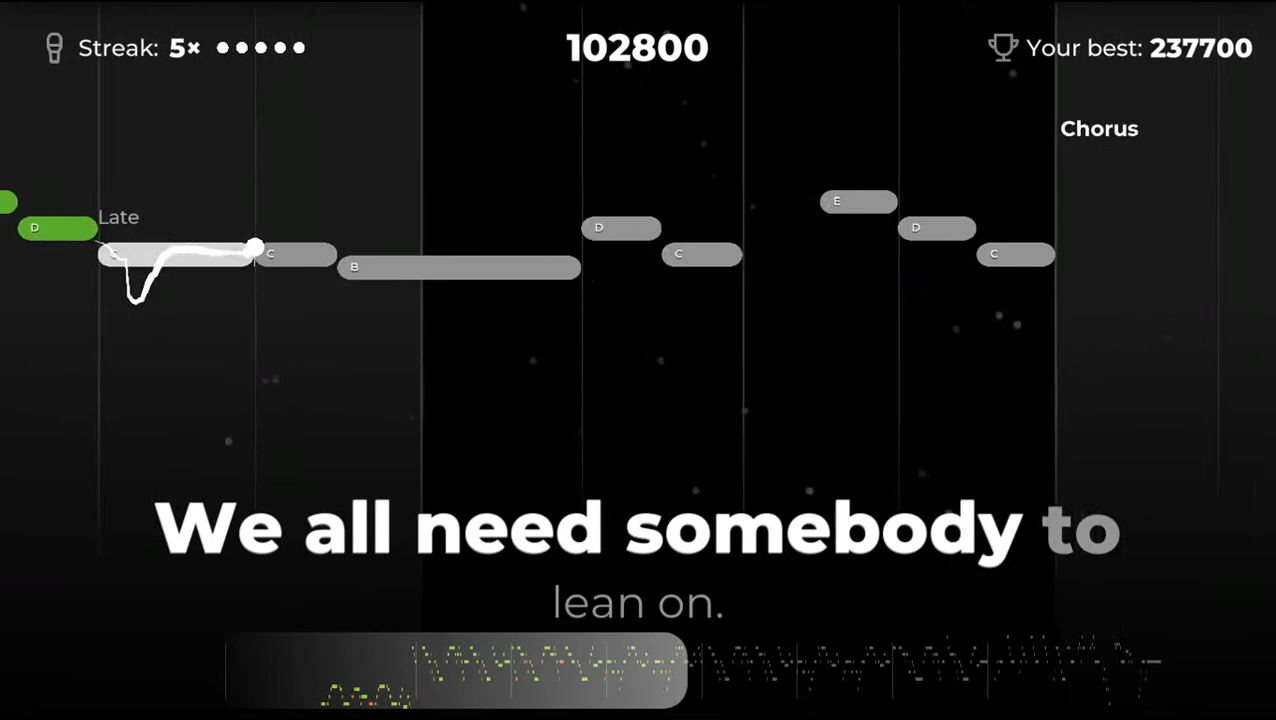 Streak: 5×
102800
Your best: 237700
Chorus
Late
E
D
D
D
C
C
C
C
B
We all need somebody to
lean on.